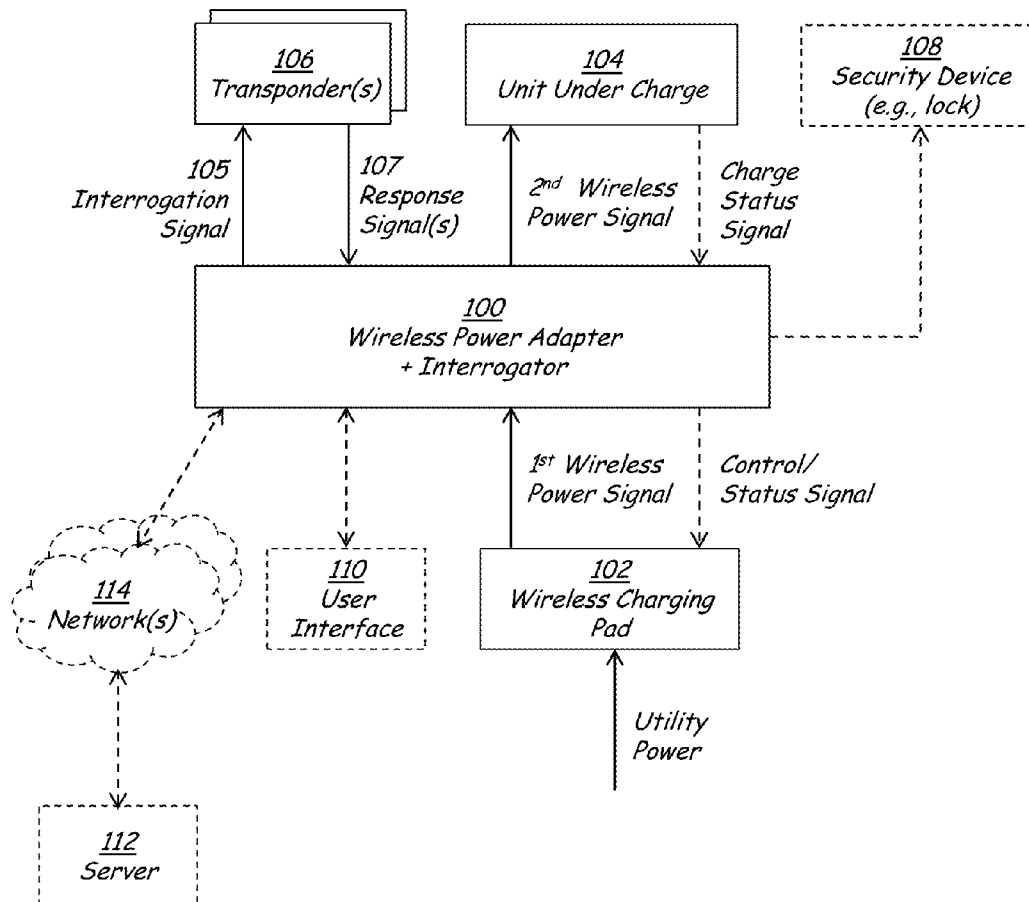 106
Transponder(s)
104
Unit Under Charge
108
Security Device
(e.g., lock)
105
Interrogation
Signal
107
Response
Signal(s)
2nd Wireless
Power Signal
Charge
Status
Signal
100
Wireless Power Adapter
+ Interrogator
1st Wireless
Power Signal
Control/
Status Signal
114
Network(s)
110
User
Interface
102
Wireless Charging
Pad
Utility
Power
112
Server